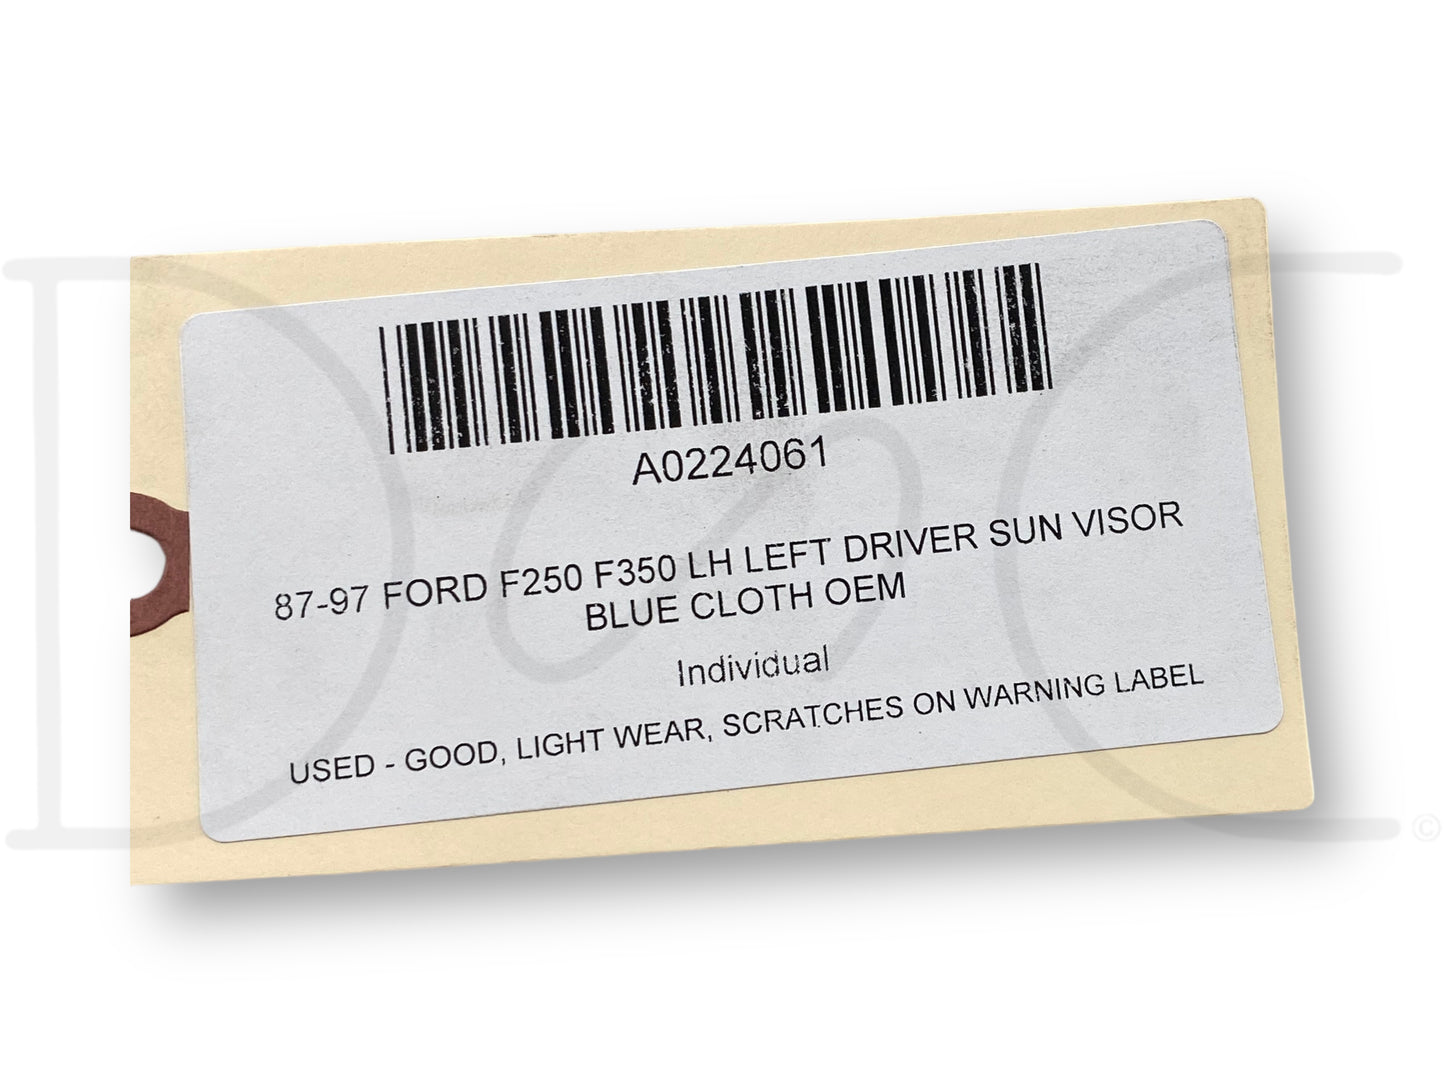 A0224061
87-97 FORD F250 F350 LH LEFT DRIVER SUN VISOR
BLUE CLOTH OEM
Individual
USED - GOOD, LIGHT WEAR, SCRATCHES ON WARNING LABEL
©